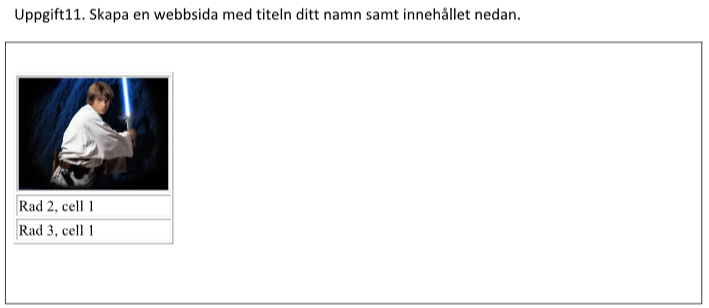 Uppgift11. Skapa en webbsida med titeln ditt namn samt innehållet nedan.
Rad 2, cell 1
Rad 3, cell 1